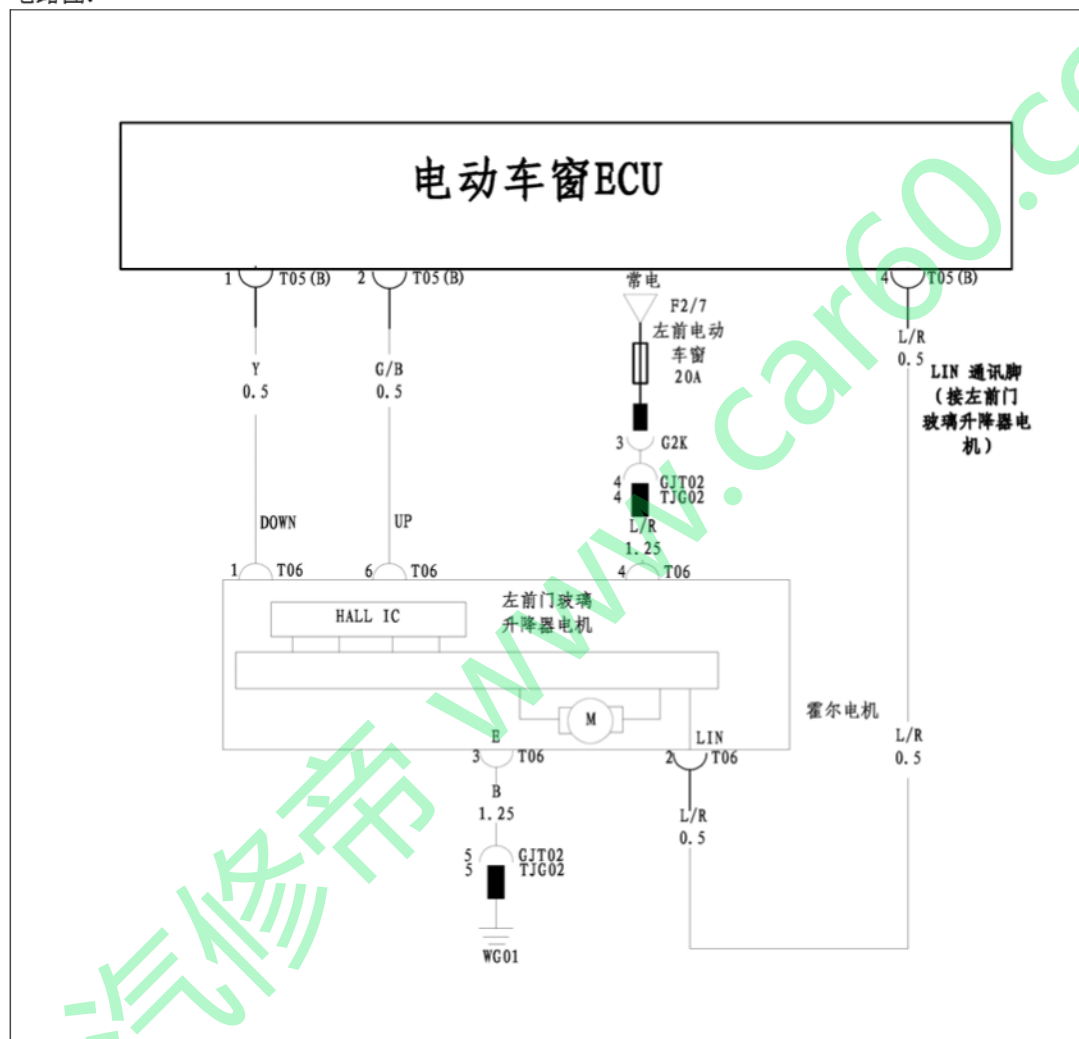 电动车窗ECU
1 T05(B)
2 T05(B)
常电
4 T05(B)
F2/7
左前电动
车窗
20A
Y
0.5
G/B
0.5
L/R
0.5
LIN 通讯脚
(接左前门
玻璃升降器电
机)
3 G2K
4 GJT02
4 TJG02
L/R
1.25
DOWN
UP
1 T06
6 T06
4 T06
HALL IC
左前门玻璃
升降器电机
M
霍尔电机
E
3 T06
LIN
2 T06
B
1.25
L/R
0.5
L/R
0.5
5 GJT02
5 TJG02
WG01
汽修帝 www.car60.co